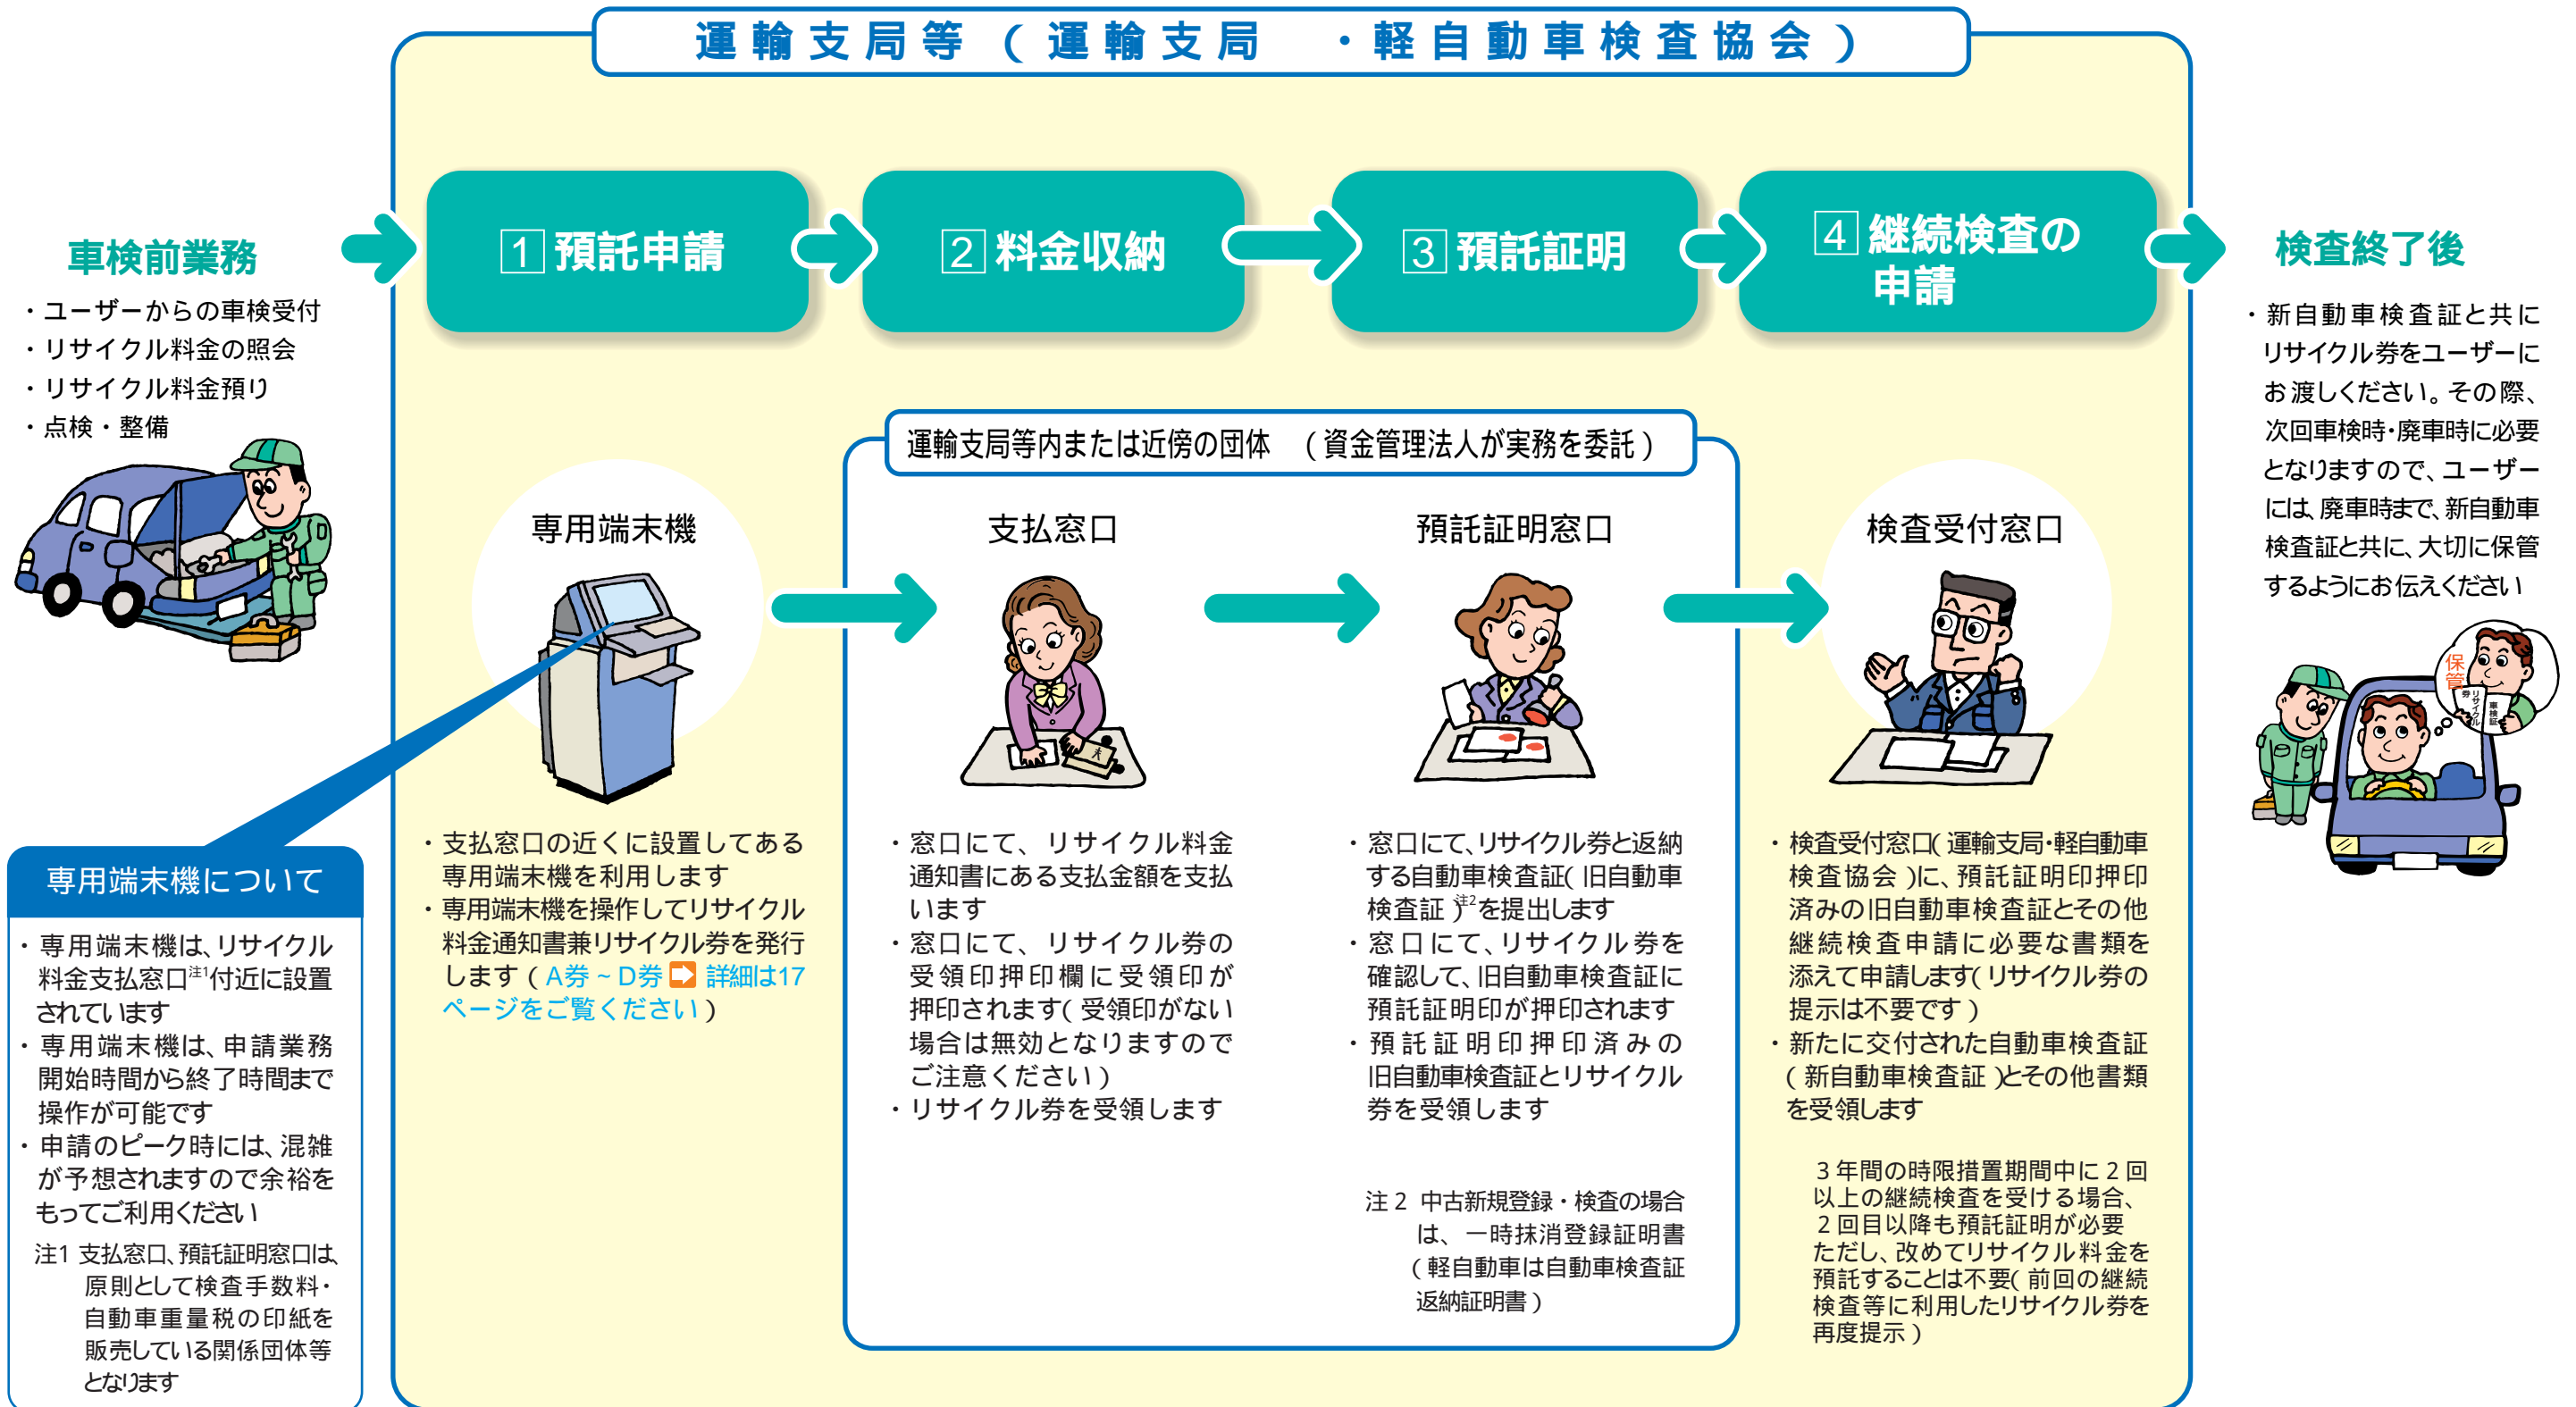 運輸支局等（運輸支局　・軽自動車検査協会）
車検前業務
・ユーザーからの車検受付
・リサイクル料金の照会
・リサイクル料金預り
・点検・整備
1 預託申請
2 料金収納
3 預託証明
4 継続検査の
申請
検査終了後
・新自動車検査証と共に
リサイクル券をユーザーに
お渡しください。その際、
次回車検時・廃車時に必要
となりますので、ユーザー
には、廃車時まで、新自動車
検査証と共に、大切に保管
するようにお伝えください
保管
リサイクル券
車検証
運輸支局等内または近傍の団体　（資金管理法人が実務を委託）
専用端末機
・支払窓口の近くに設置してある
専用端末機を利用します
・専用端末機を操作してリサイクル
料金通知書兼リサイクル券を発行
します（A券～D券 詳細は17
ページをご覧ください）
支払窓口
・窓口にて、リサイクル料金
通知書にある支払金額を支払
います
・窓口にて、リサイクル券の
受領印押印欄に受領印が
押印されます（受領印がない
場合は無効となりますので
ご注意ください）
・リサイクル券を受領します
預託証明窓口
・窓口にて、リサイクル券と返納
する自動車検査証（旧自動車
検査証）注2を提出します
・窓口にて、リサイクル券を
確認して、旧自動車検査証に
預託証明印が押印されます
・預託証明印押印済みの
旧自動車検査証とリサイクル
券を受領します
注2 中古新規登録・検査の場合
は、一時抹消登録証明書
（軽自動車は自動車検査証
返納証明書）
検査受付窓口
・検査受付窓口（運輸支局・軽自動車
検査協会）に、預託証明印押印
済みの旧自動車検査証とその他
継続検査申請に必要な書類を
添えて申請します（リサイクル券の
提示は不要です）
・新たに交付された自動車検査証
（新自動車検査証）とその他書類
を受領します
3年間の時限措置期間中に2回
以上の継続検査を受ける場合、
2回目以降も預託証明が必要
ただし、改めてリサイクル料金を
預託することは不要（前回の継続
検査等に利用したリサイクル券を
再度提示）
専用端末機について
・専用端末機は、リサイクル
料金支払窓口注1付近に設置
されています
・専用端末機は、申請業務
開始時間から終了時間まで
操作が可能です
・申請のピーク時には、混雑
が予想されますので余裕を
もってご利用ください
注1 支払窓口、預託証明窓口は、
原則として検査手数料・
自動車重量税の印紙を
販売している関係団体等
となります